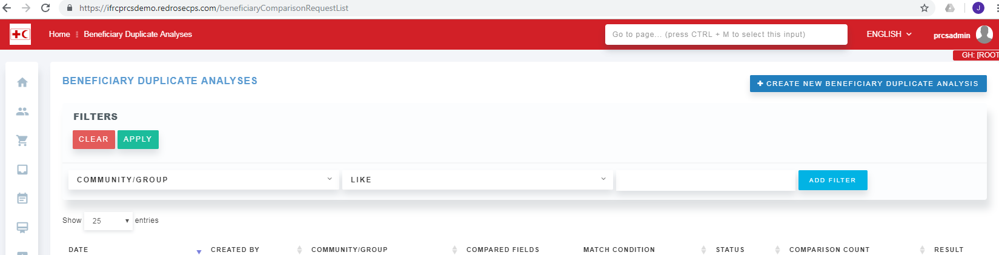 https://ifrcprcsdemo.redrosecps.com/beneficiaryComparisonRequestList
J
Home Beneficiary Duplicate Analyses
Go to page... (press CTRL + M to select this input)
ENGLISH
prcsadmin
GH: [ROOT
BENEFICIARY DUPLICATE ANALYSES
+ CREATE NEW BENEFICIARY DUPLICATE ANALYSIS
FILTERS
CLEAR APPLY
COMMUNITY/GROUP LIKE ADD FILTER
Show 25 entries
DATE CREATED BY COMMUNITY/GROUP COMPARED FIELDS MATCH CONDITION STATUS COMPARISON COUNT RESULT